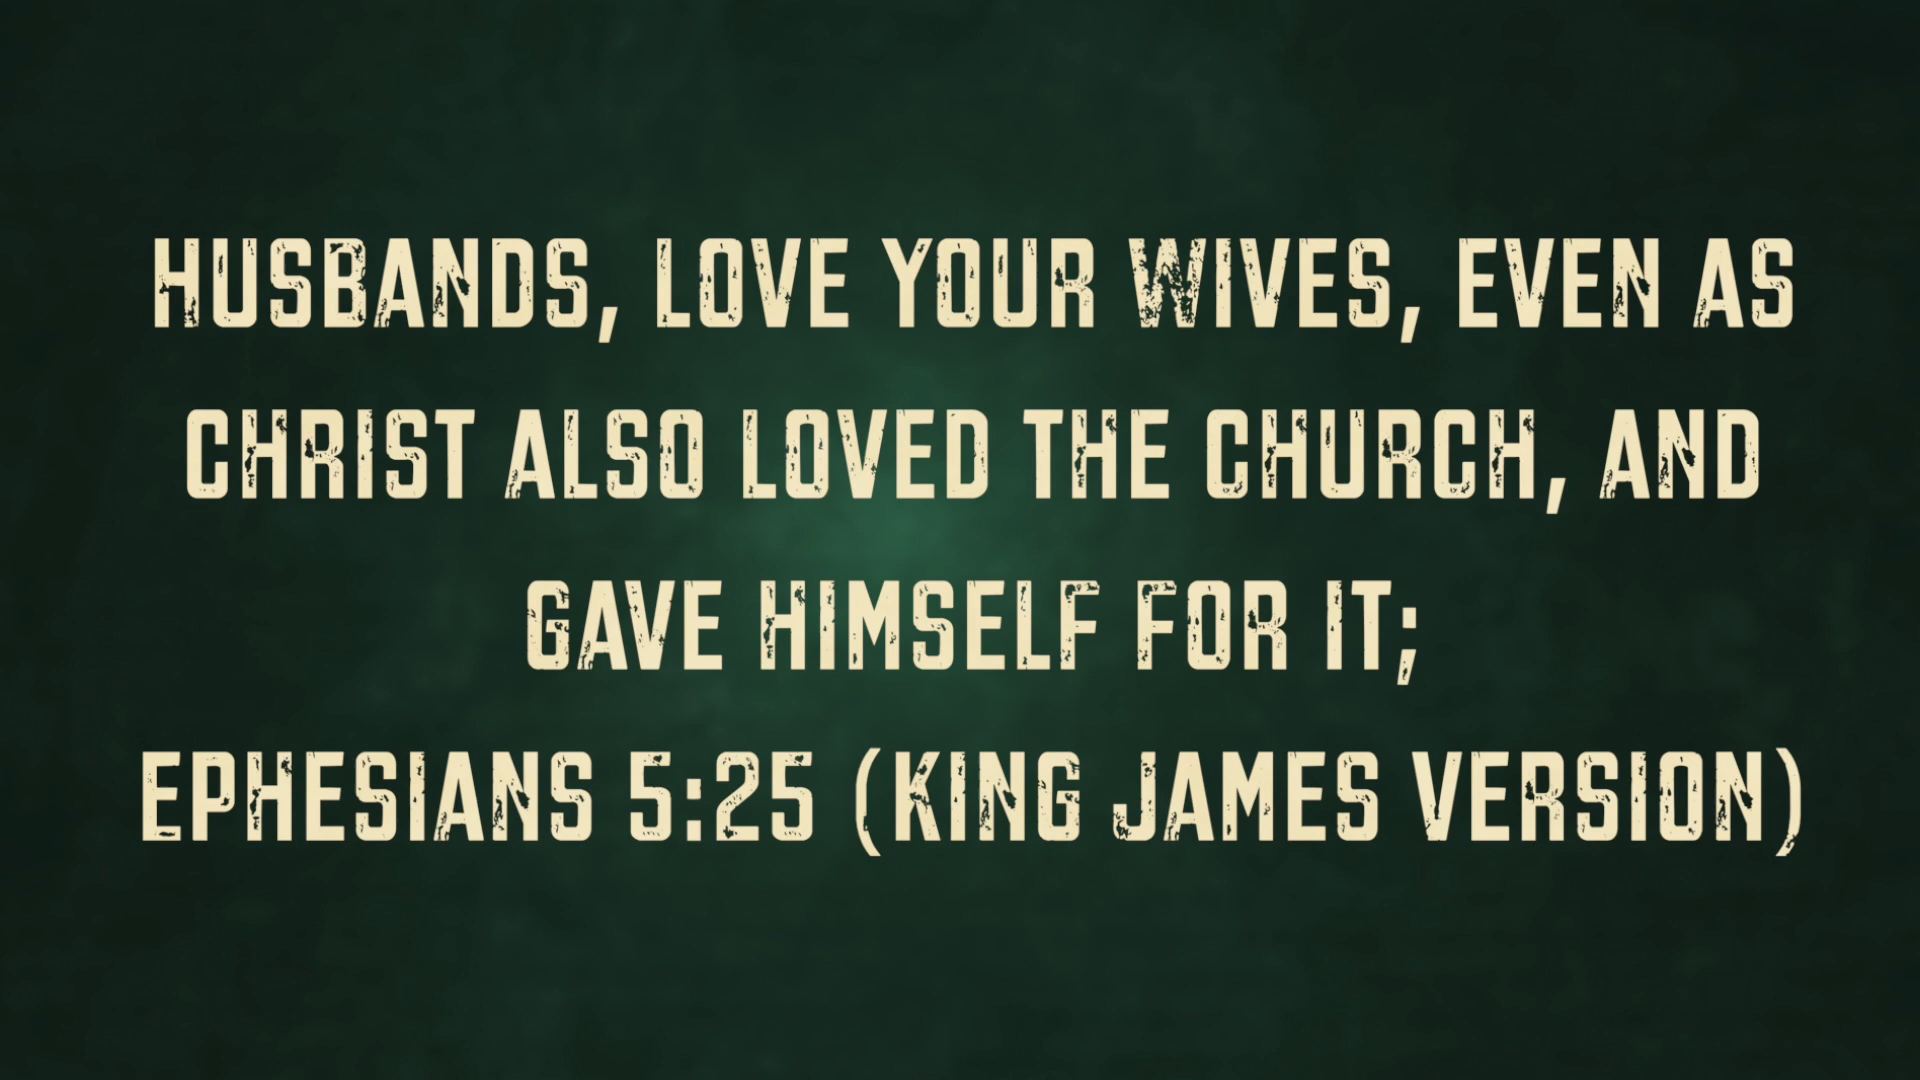 HUSBANDS, LOVE YOUR WIVES, EVEN AS
CHRIST ALSO LOVED THE CHURCH, AND
GAVE HIMSELF FOR IT;
EPHESIANS 5:25 (KING JAMES VERSION)